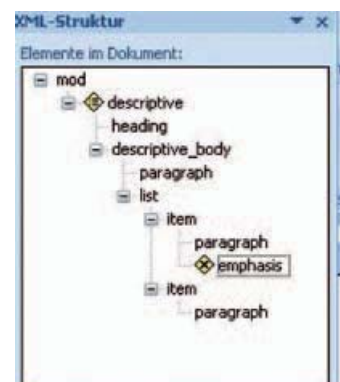 XML-Struktur
Elemente im Dokument:
mod
descriptive
heading
descriptive_body
paragraph
list
item
paragraph
emphasis
item
paragraph